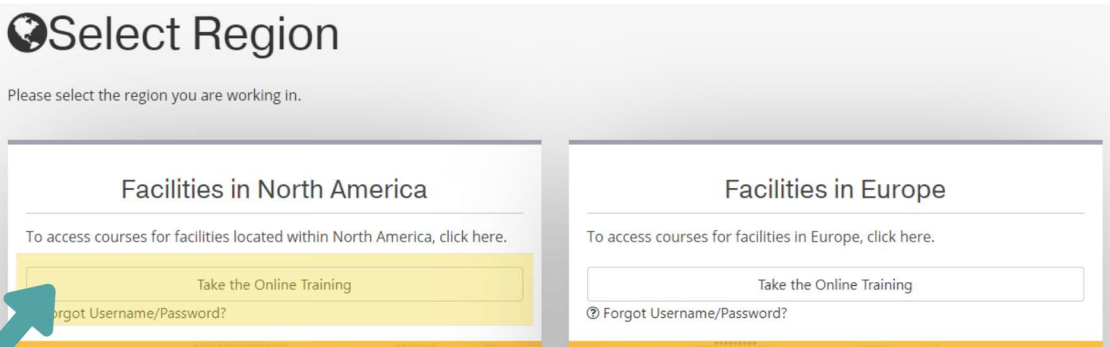 Select Region
Please select the region you are working in.
Facilities in North America
To access courses for facilities located within North America, click here.
Take the Online Training
orgot Username/Password?
Facilities in Europe
To access courses for facilities in Europe, click here.
Take the Online Training
Forgot Username/Password?